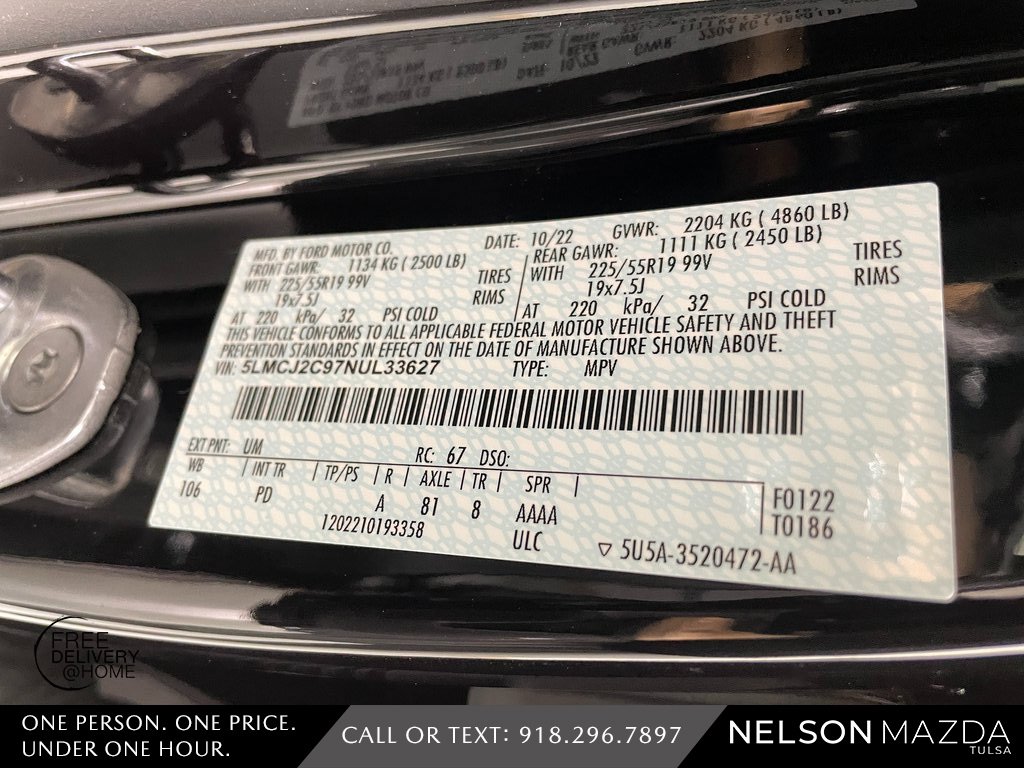 MFD. BY FORD MOTOR CO.
DATE: 10/22 GVWR: 2204 KG ( 4860 LB)
FRONT GAWR: 1134 KG ( 2500 LB)
REAR GAWR: 1111 KG ( 2450 LB)
WITH 225/55R19 99V TIRES
WITH 225/55R19 99V TIRES
19x7.5J RIMS
19x7.5J RIMS
AT 220 kPa/ 32 PSI COLD
AT 220 kPa/ 32 PSI COLD
THIS VEHICLE CONFORMS TO ALL APPLICABLE FEDERAL MOTOR VEHICLE SAFETY AND THEFT
PREVENTION STANDARDS IN EFFECT ON THE DATE OF MANUFACTURE SHOWN ABOVE.
VIN: 5LMCJ2C97NUL33627 TYPE: MPV
EXT PNT: UM RC: 67 DSO:
WB INT TR TP/PS R AXLE TR SPR
106 PD A 81 8 AAAA
F0122
T0186
1202210193358 ULC
5U5A-3520472-AA
FREE
DELIVERY
@HOME
ONE PERSON. ONE PRICE.
UNDER ONE HOUR.
CALL OR TEXT: 918.296.7897
NELSON MAZDA
TULSA